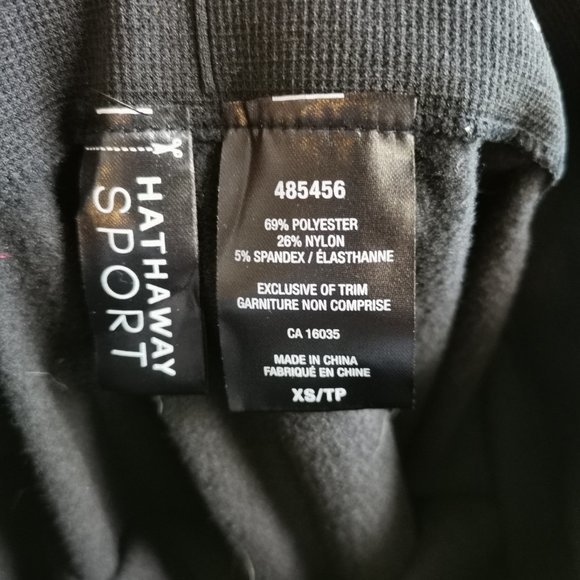 HATHAWAY
SPORT
485456
69% POLYESTER
26% NYLON
5% SPANDEX / ÉLASTHANNE
EXCLUSIVE OF TRIM
GARNITURE NON COMPRISE
CA 16035
MADE IN CHINA
FABRIQUÉ EN CHINE
XS/TP